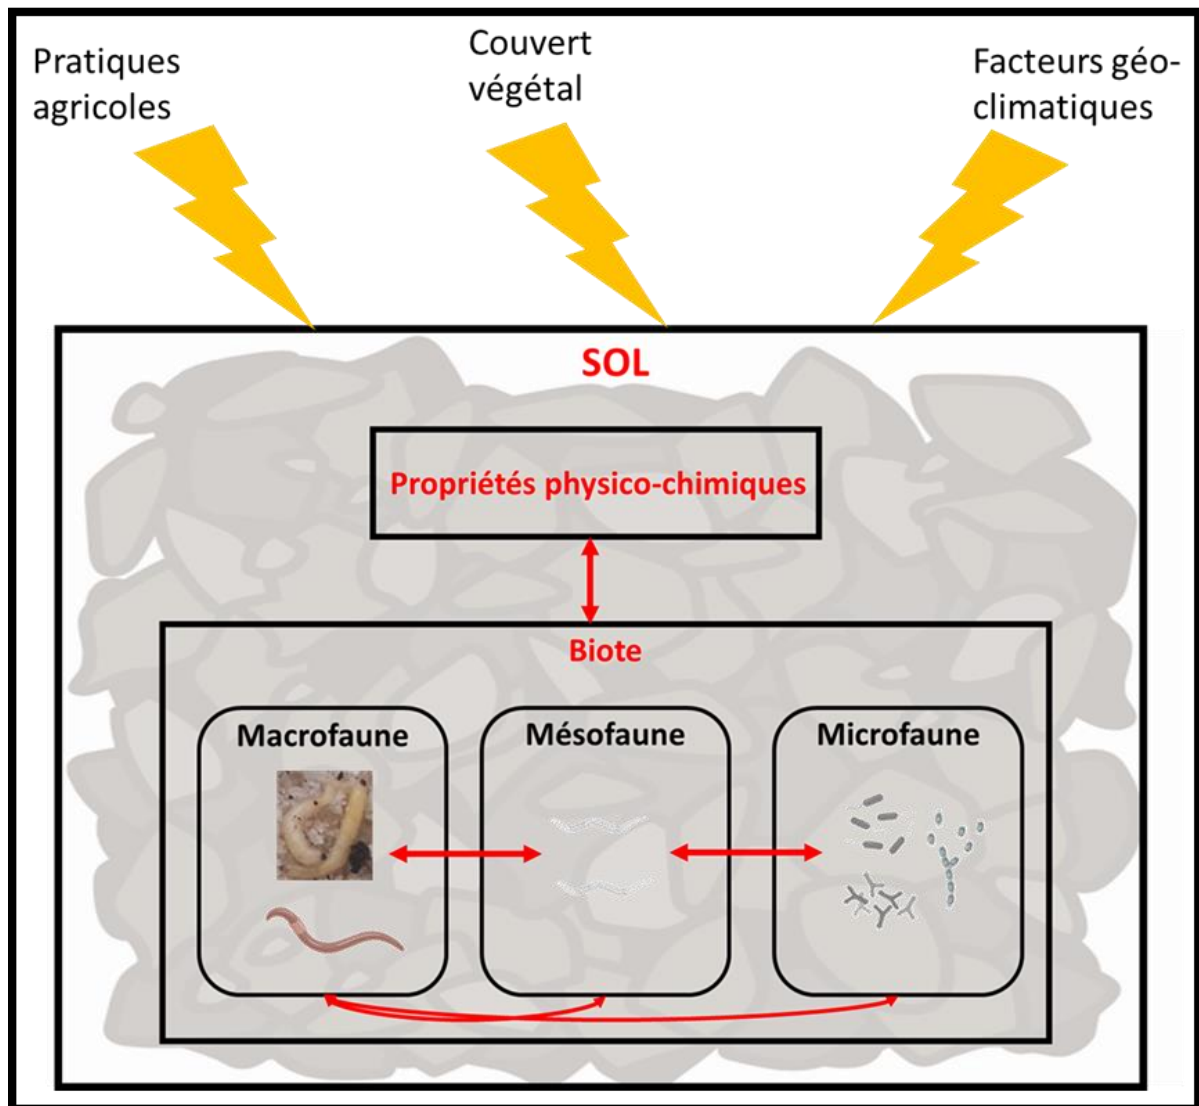 Pratiques
agricoles
Couvert
végétal
Facteurs géo-
climatiques
SOL
Propriétés physico-chimiques
Biote
Macrofaune
Mésofaune
Microfaune